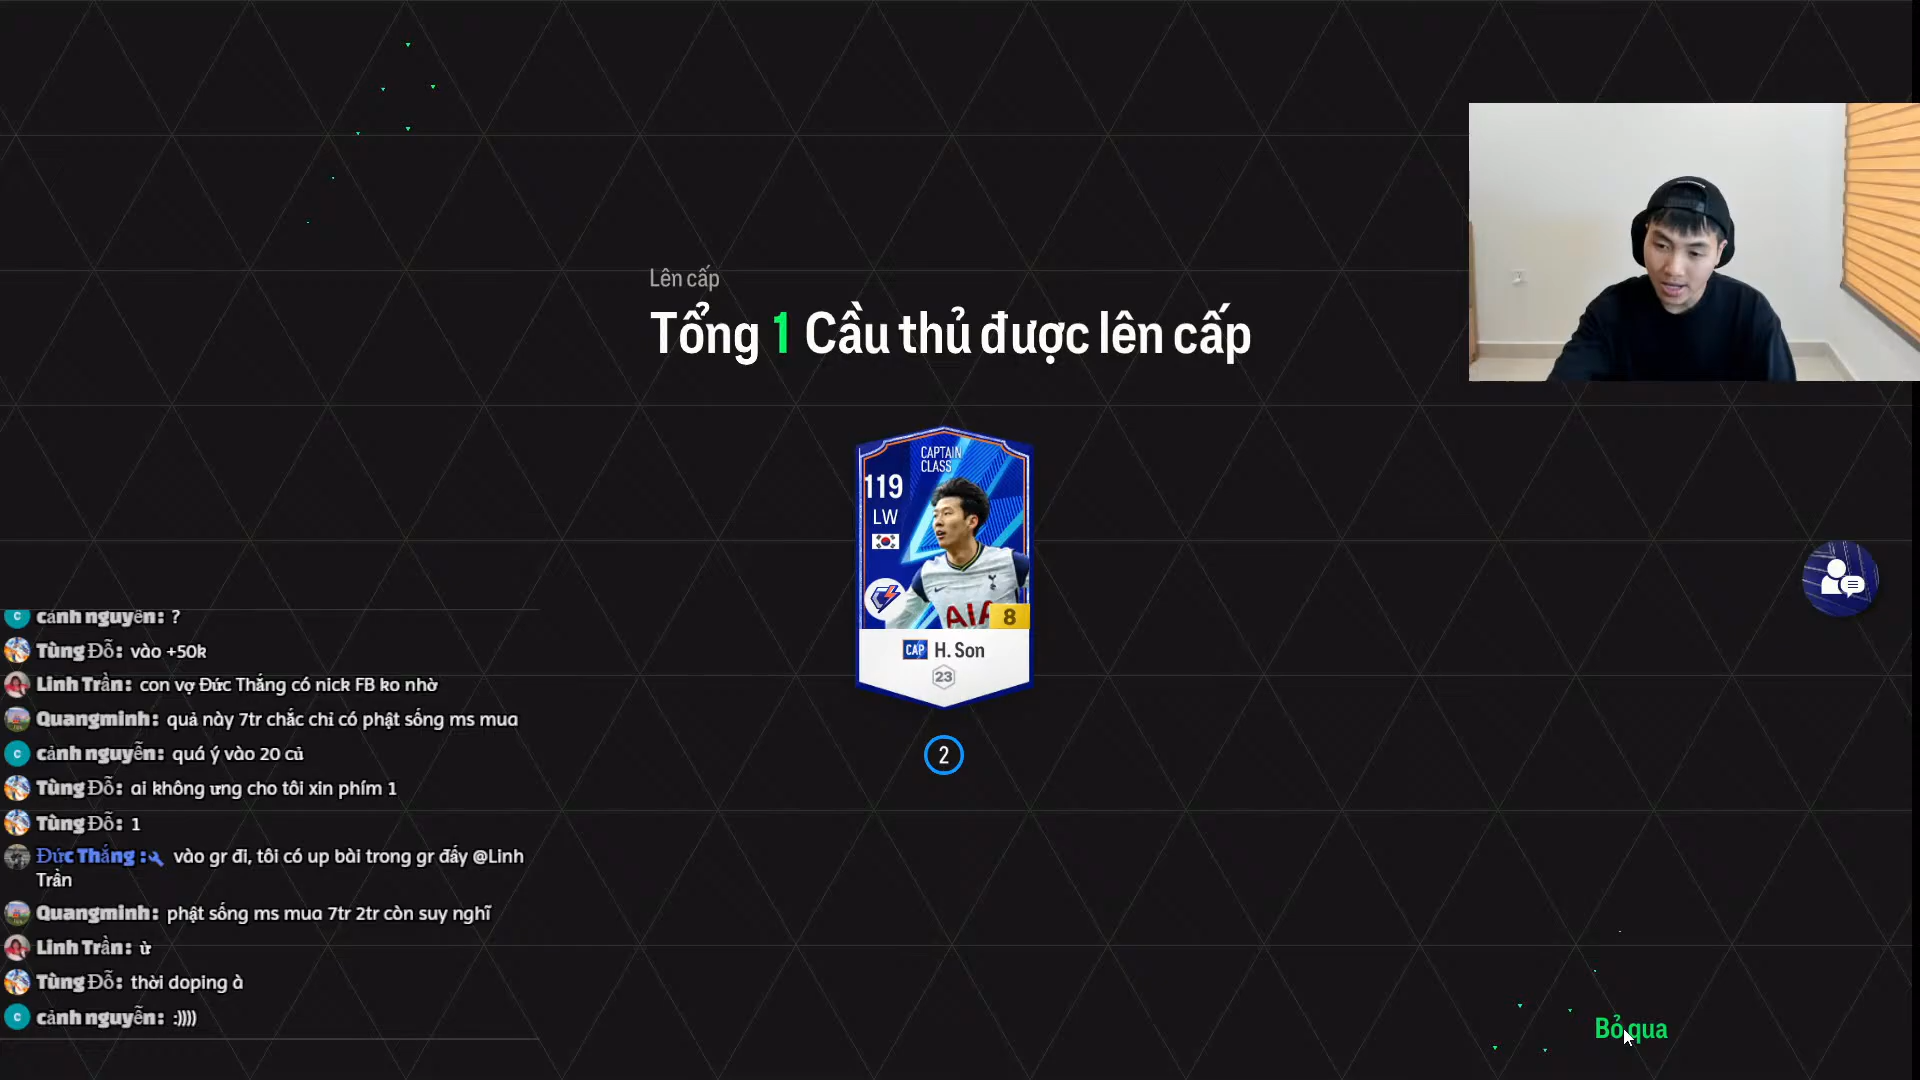 Lên cấp
Tổng 1 Cầu thủ được lên cấp
CAPTAIN
CLASS
119
LW
AIA
8
CAP H. Son
23
2
cảnh nguyễn: ?
Tùng Đỗ: vào +50k
Linh Trần: con vợ Đức Thắng có nick FB ko nhờ
Quangminh: quả này 7tr chắc chỉ có phật sống ms mua
cảnh nguyễn: quá ý vào 20 củ
Tùng Đỗ: ai không ưng cho tôi xin phím 1
Tùng Đỗ: 1
Đức Thắng: vào gr đi, tôi có up bài trong gr đấy @Linh
Trần
Quangminh: phật sống ms mua 7tr 2tr còn suy nghĩ
Linh Trần: ừ
Tùng Đỗ: thời doping à
cảnh nguyễn: :))))
Bỏ qua